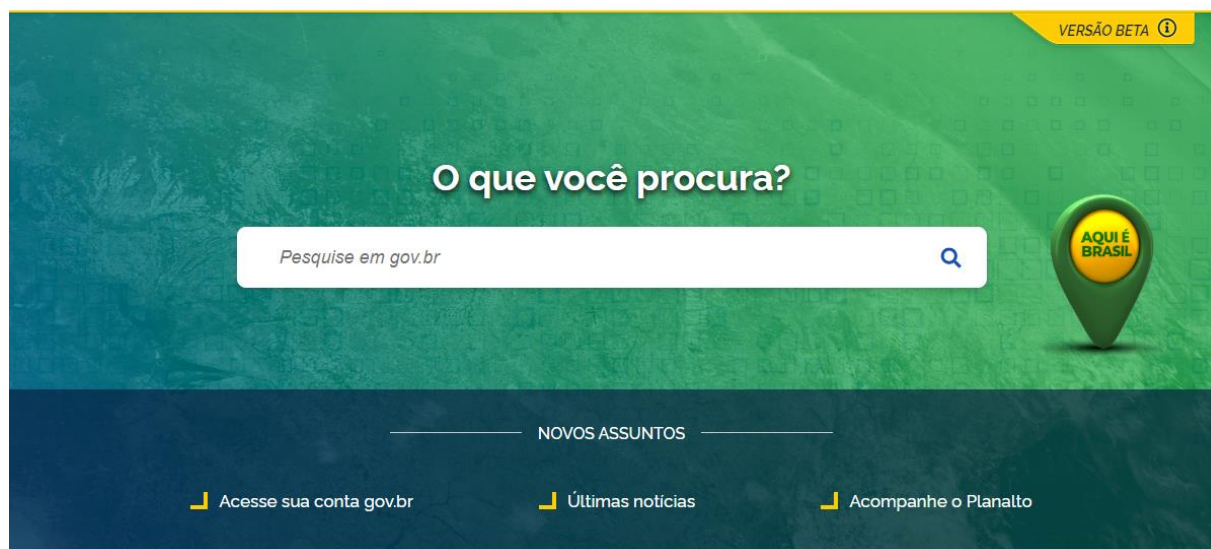 VERSÃO BETA
O que você procura?
Pesquise em gov.br
AQUI É
BRASIL
NOVOS ASSUNTOS
Acesse sua conta gov.br
Últimas notícias
Acompanhe o Planalto